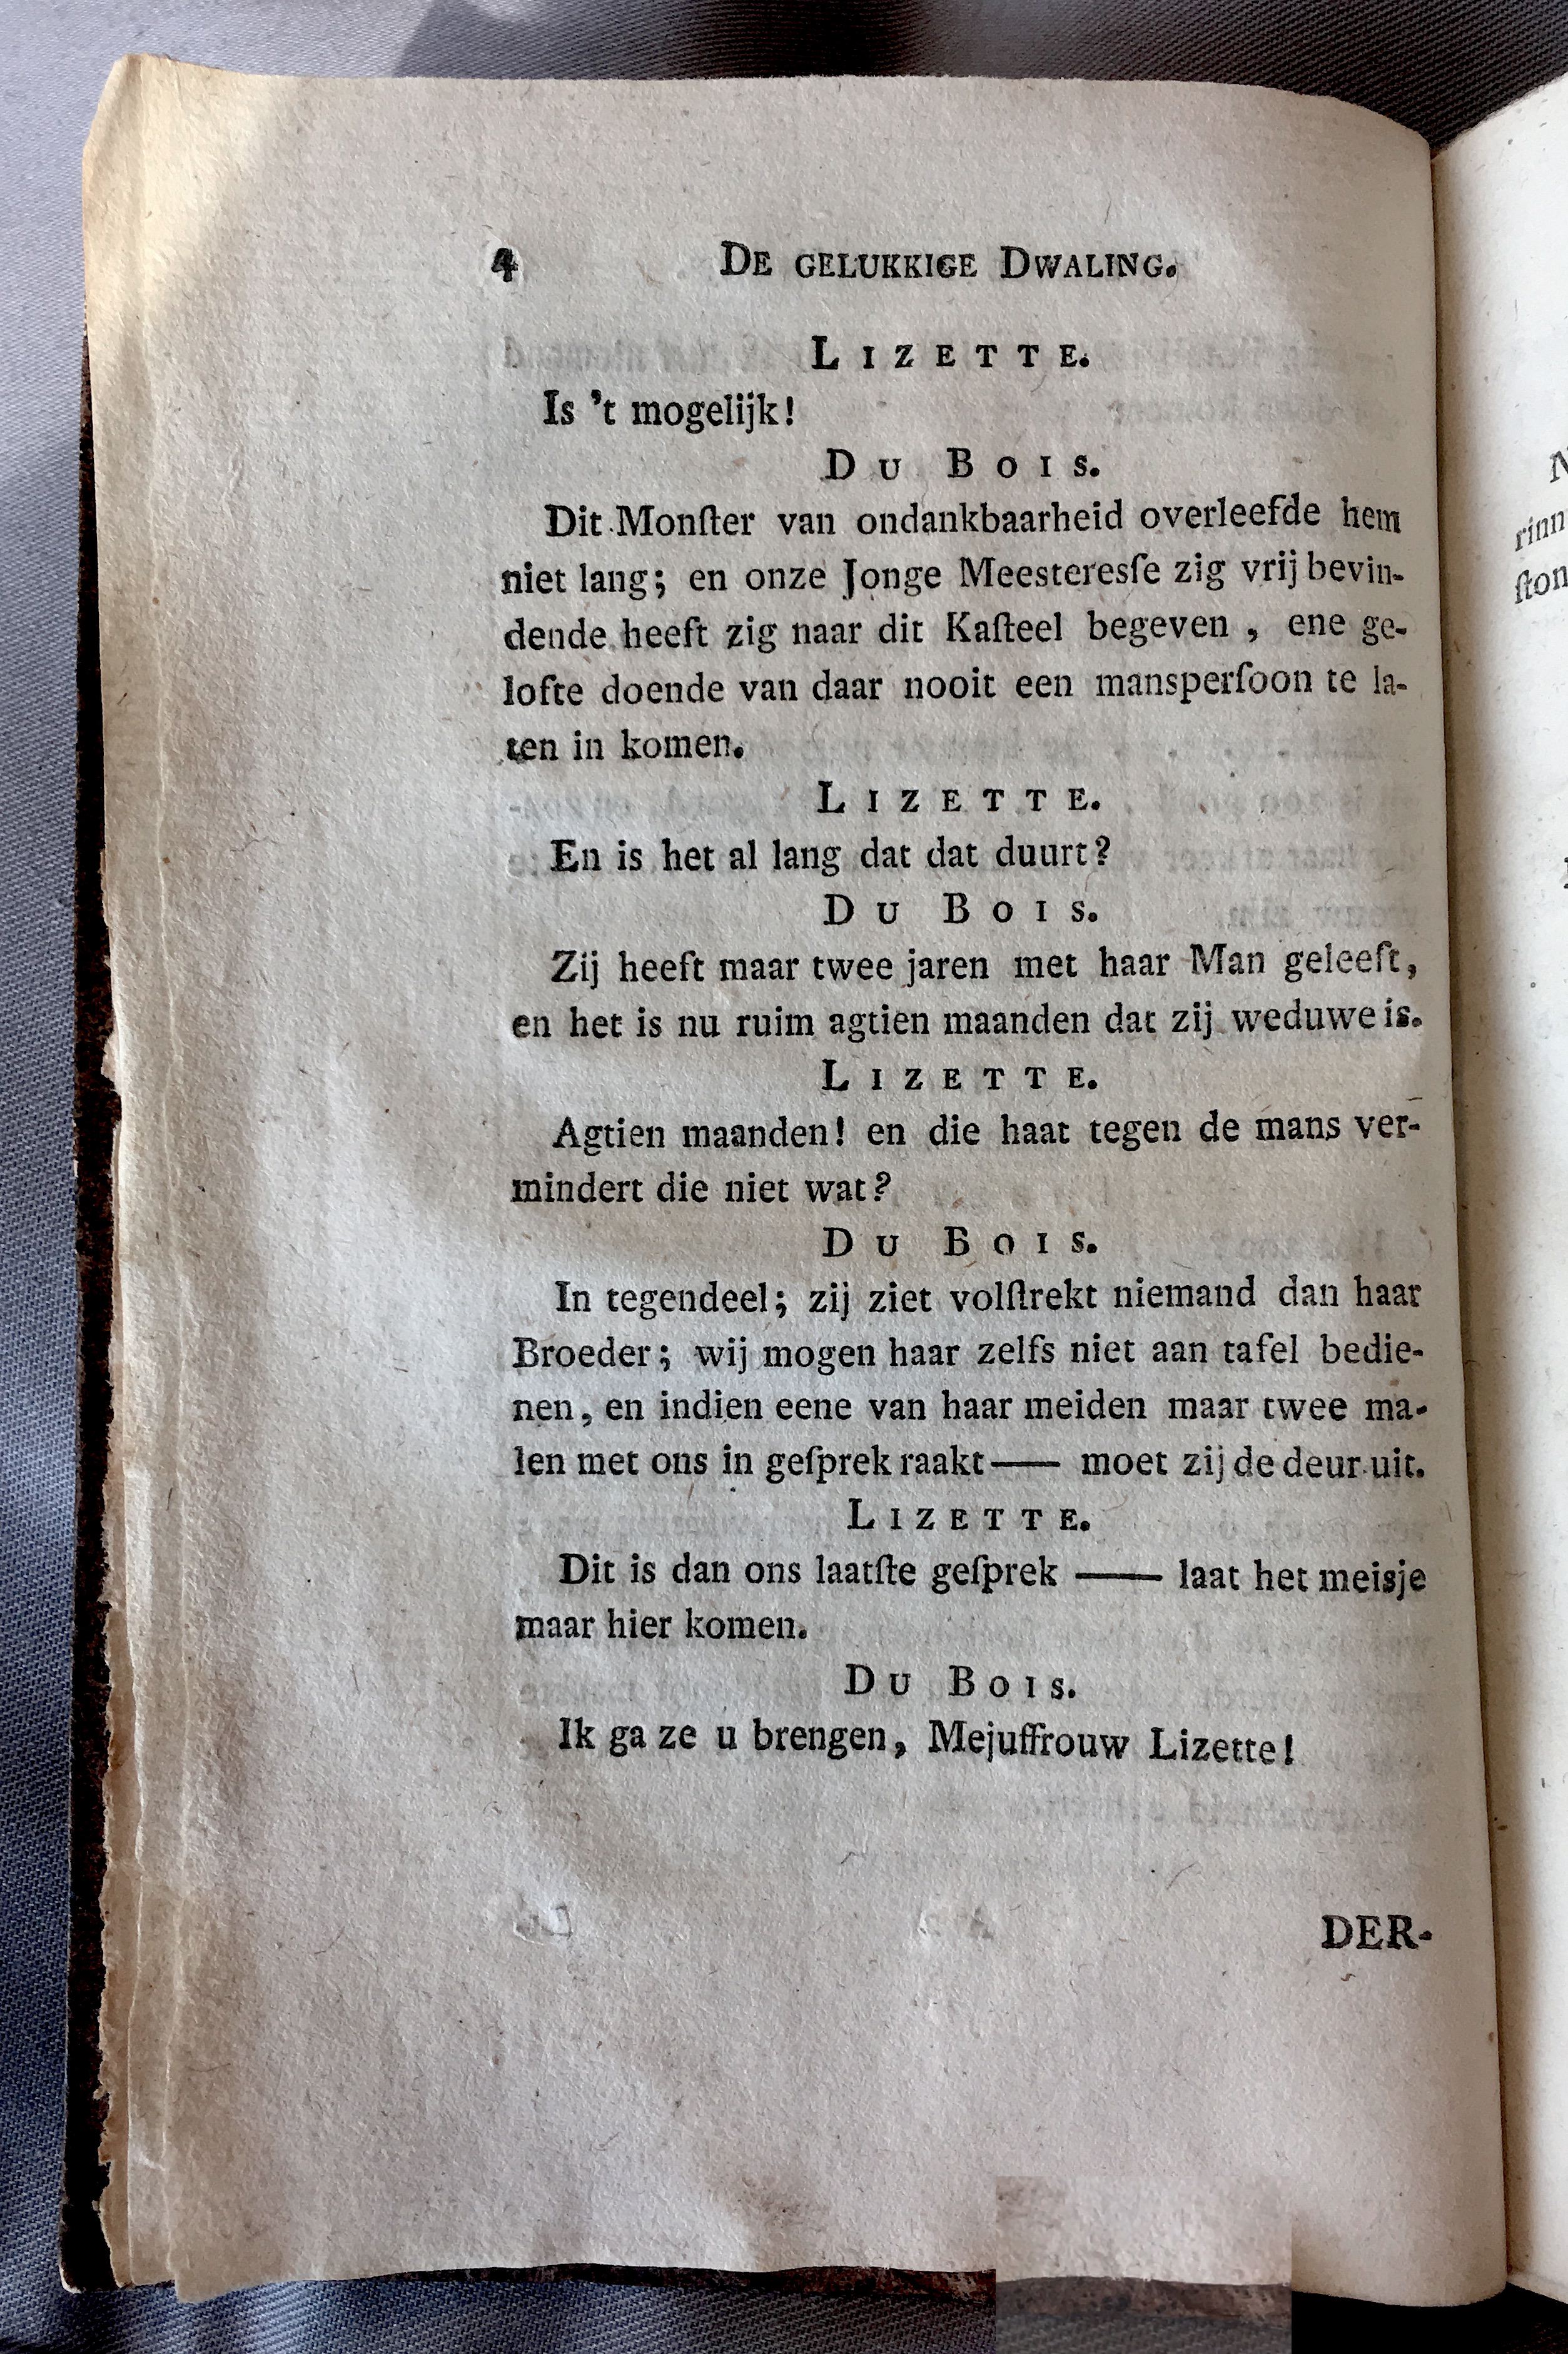 4 De gelukkige Dwaling.
Lizette.
Is 't mogelijk!
Du Bois.
Dit Monſter van ondankbaarheid overleefde hem
niet lang; en onze Jonge Meesteresſe zig vrij bevin-
dende heeft zig naar dit Kaſteel begeven, ene ge-
lofte doende van daar nooit een mansperſoon te la-
ten in komen.
Lizette.
En is het al lang dat dat duurt?
Du Bois.
Zij heeft maar twee jaren met haar Man geleeft,
en het is nu ruim agtien maanden dat zij weduwe is.
Lizette.
Agtien maanden! en die haat tegen de mans ver-
mindert die niet wat?
Du Bois.
In tegendeel; zij ziet volſtrekt niemand dan haar
Broeder; wij mogen haar zelfs niet aan tafel bedie-
nen, en indien eene van haar meiden maar twee ma-
len met ons in geſprek raakt—— moet zij de deur uit.
Lizette.
Dit is dan ons laatſte geſprek —— laat het meisje
maar hier komen.
Du Bois.
Ik ga ze u brengen, Mejuffrouw Lizette!
DER-